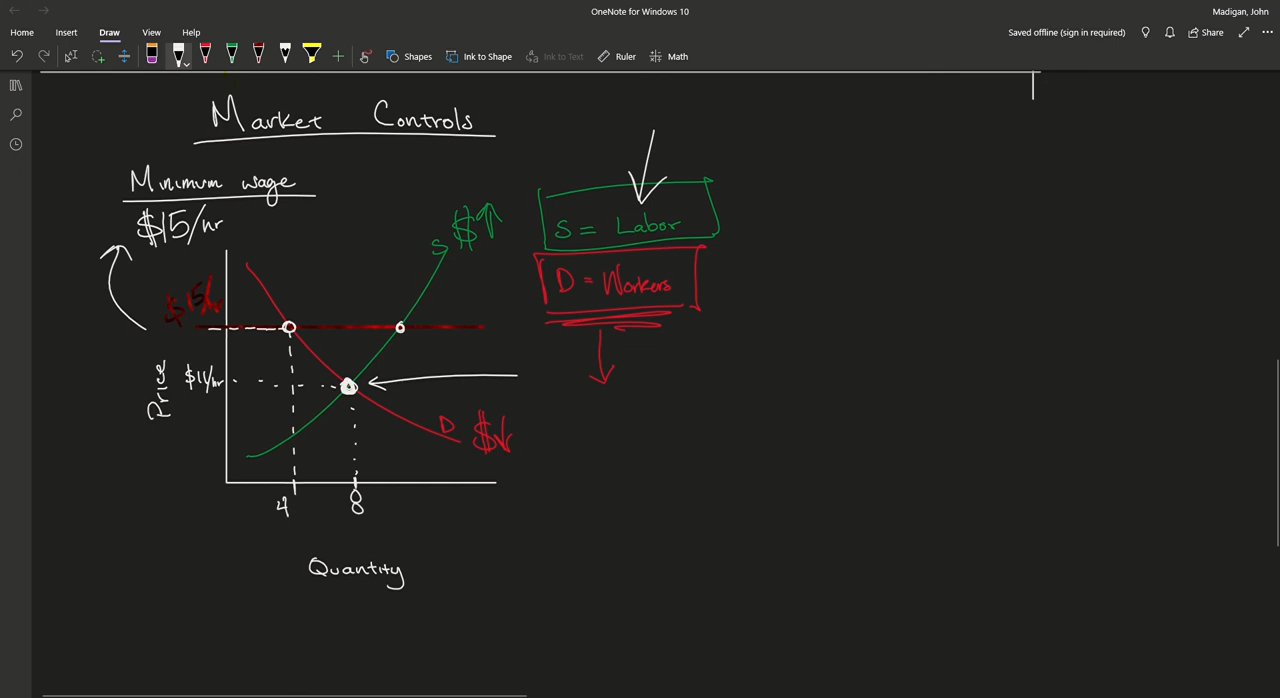 OneNote for Windows 10
Madigan, John
Home Insert Draw View Help
Saved offline (sign in required) Share
Shapes Ink to Shape Ink to Text Ruler Math
Market Controls
Minimum wage
$15/hr
S = Labor
D = Workers
S $↑
$15/hr
Price
$11/hr
D $↓
4 8
Quantity